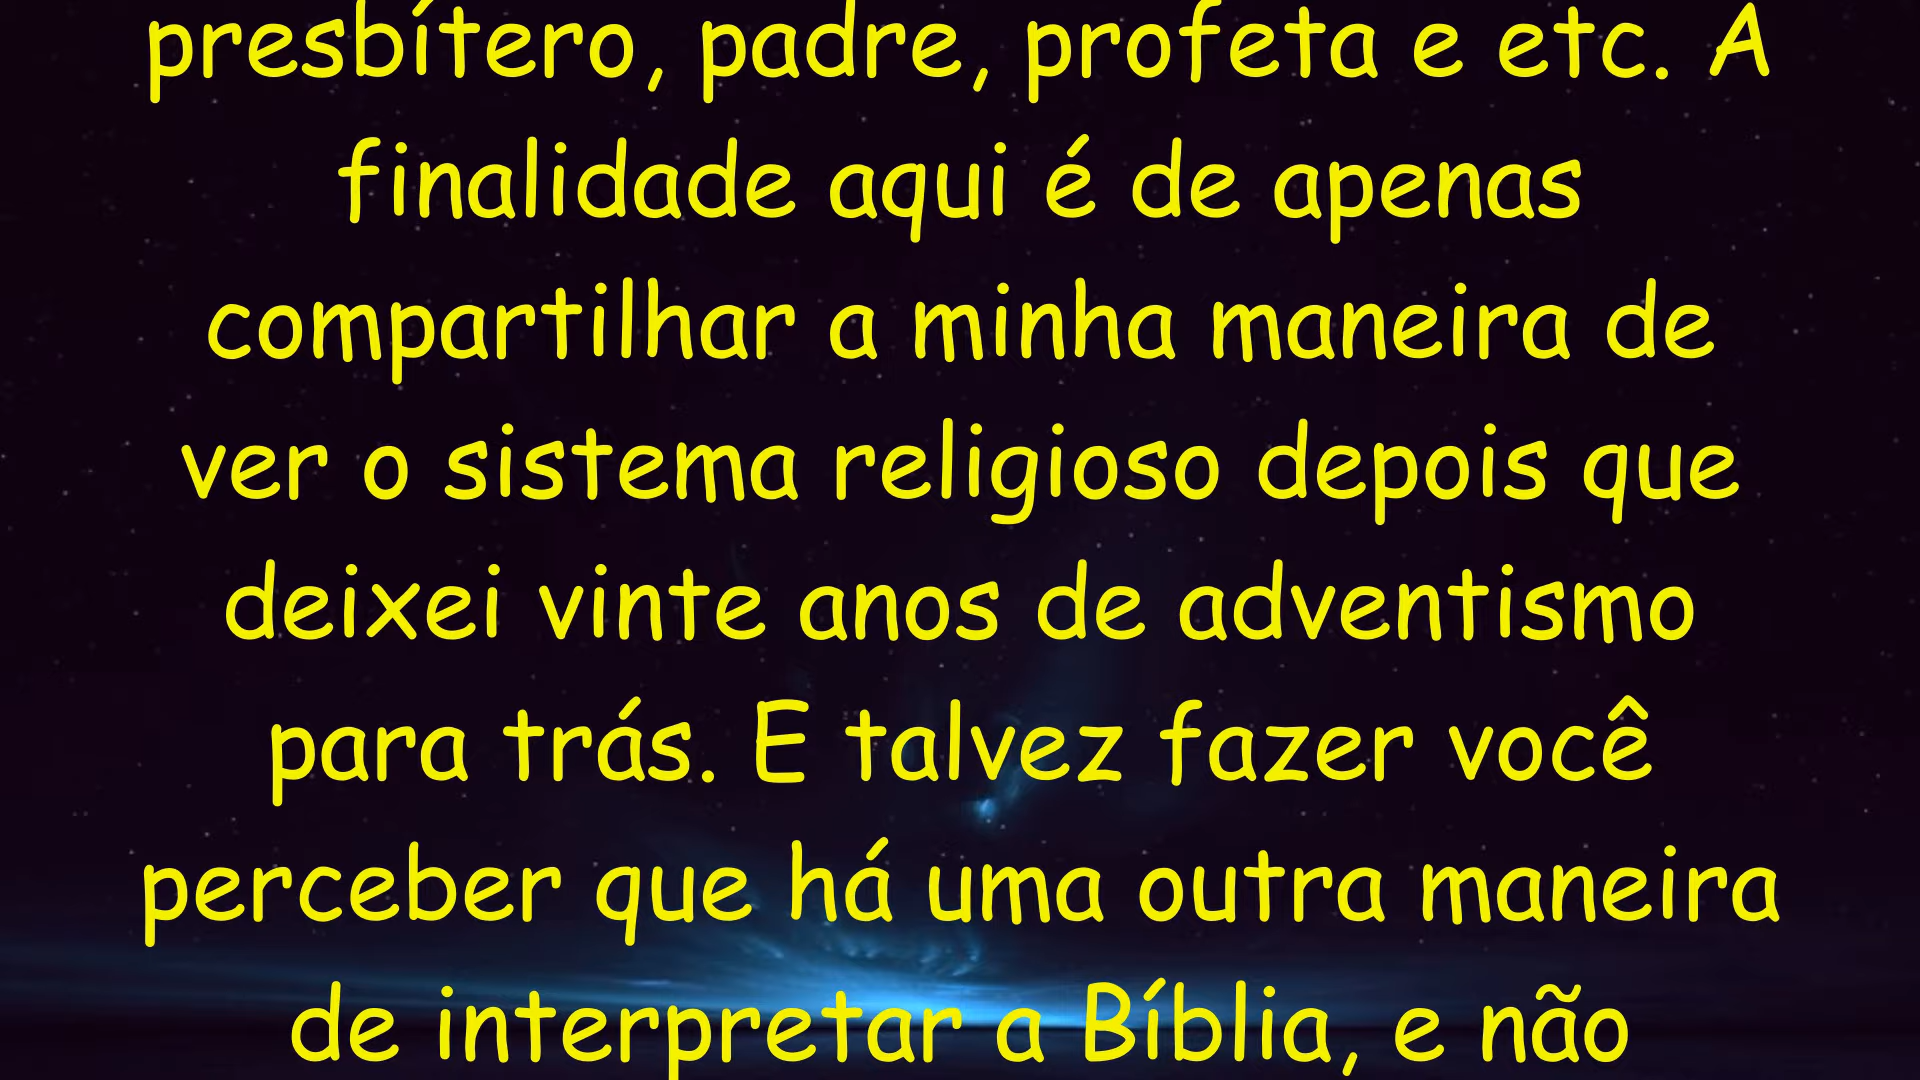 presbítero, padre, profeta e etc. A
finalidade aqui é de apenas
compartilhar a minha maneira de
ver o sistema religioso depois que
deixei vinte anos de adventismo
para trás. E talvez fazer você
perceber que há uma outra maneira
de interpretar a Bíblia, e não